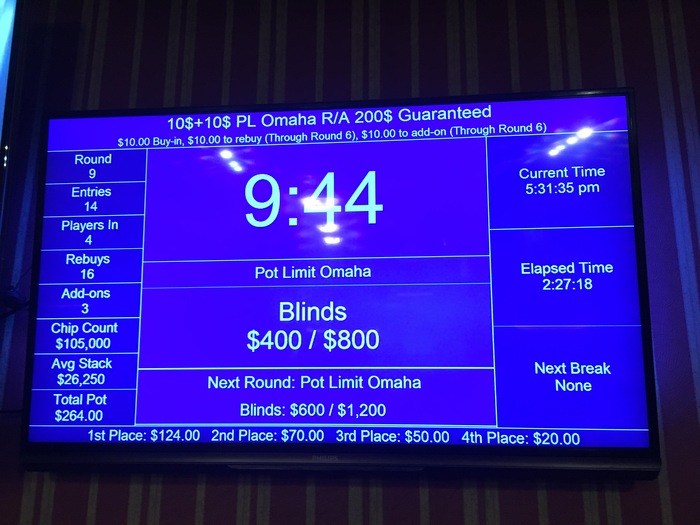 10$+10$ PL Omaha R/A 200$ Guaranteed
$10.00 Buy-in, $10.00 to rebuy (Through Round 6), $10.00 to add-on (Through Round 6)
Round
9
Entries
14
Players In
4
Rebuys
16
Add-ons
3
Chip Count
$105,000
Avg Stack
$26,250
Total Pot
$264.00
9:44
Pot Limit Omaha
Blinds
$400 / $800
Next Round: Pot Limit Omaha
Blinds: $600 / $1,200
Current Time
5:31:35 pm
Elapsed Time
2:27:18
Next Break
None
1st Place: $124.00 2nd Place: $70.00 3rd Place: $50.00 4th Place: $20.00
PHILIPS